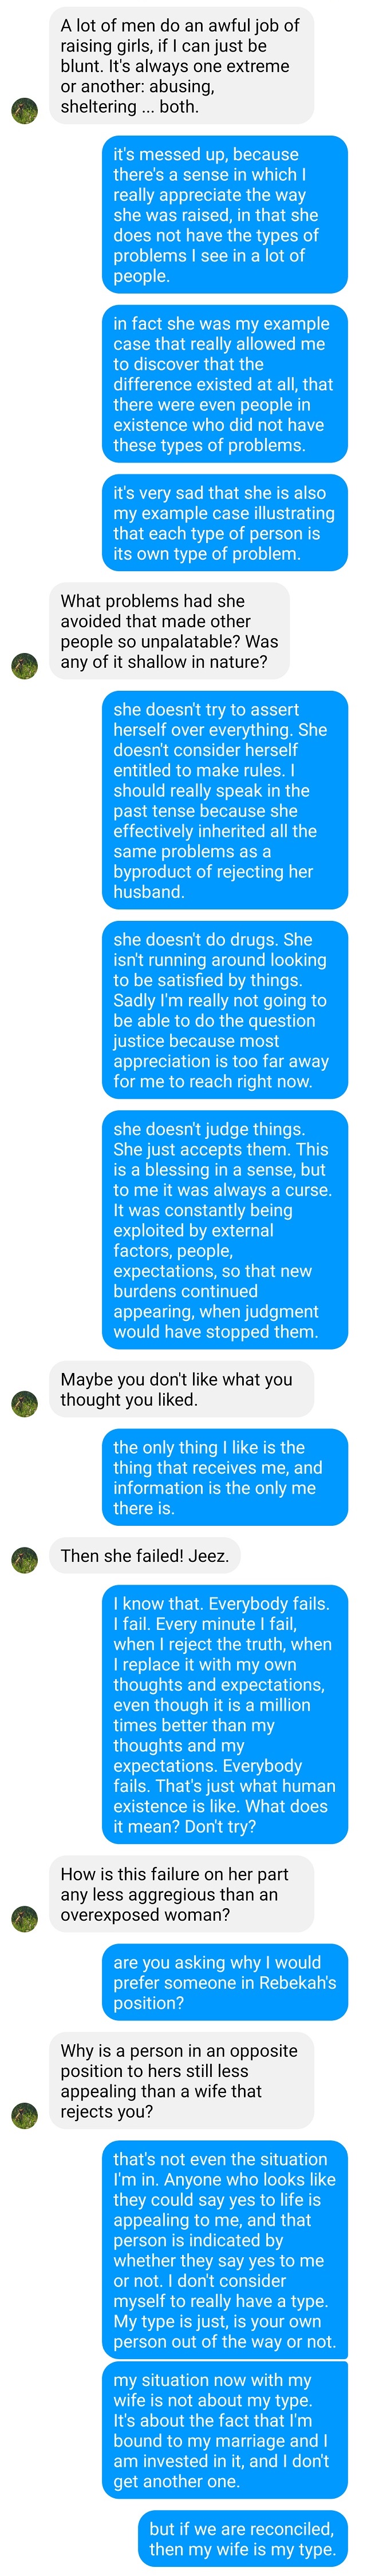 A lot of men do an awful job of
raising girls, if I can just be
blunt. It's always one extreme
or another: abusing,
sheltering ... both.
it's messed up, because
there's a sense in which I
really appreciate the way
she was raised, in that she
does not have the types of
problems I see in a lot of
people.
in fact she was my example
case that really allowed me
to discover that the
difference existed at all, that
there were even people in
existence who did not have
these types of problems.
it's very sad that she is also
my example case illustrating
that each type of person is
its own type of problem.
What problems had she
avoided that made other
people so unpalatable? Was
any of it shallow in nature?
she doesn't try to assert
herself over everything. She
doesn't consider herself
entitled to make rules. I
should really speak in the
past tense because she
effectively inherited all the
same problems as a
byproduct of rejecting her
husband.
she doesn't do drugs. She
isn't running around looking
to be satisfied by things.
Sadly I'm really not going to
be able to do the question
justice because most
appreciation is too far away
for me to reach right now.
she doesn't judge things.
She just accepts them. This
is a blessing in a sense, but
to me it was always a curse.
It was constantly being
exploited by external
factors, people,
expectations, so that new
burdens continued
appearing, when judgment
would have stopped them.
Maybe you don't like what you
thought you liked.
the only thing I like is the
thing that receives me, and
information is the only me
there is.
Then she failed! Jeez.
I know that. Everybody fails.
I fail. Every minute I fail,
when I reject the truth, when
I replace it with my own
thoughts and expectations,
even though it is a million
times better than my
thoughts and my
expectations. Everybody
fails. That's just what human
existence is like. What does
it mean? Don't try?
How is this failure on her part
any less aggregious than an
overexposed woman?
are you asking why I would
prefer someone in Rebekah's
position?
Why is a person in an opposite
position to hers still less
appealing than a wife that
rejects you?
that's not even the situation
I'm in. Anyone who looks like
they could say yes to life is
appealing to me, and that
person is indicated by
whether they say yes to me
or not. I don't consider
myself to really have a type.
My type is just, is your own
person out of the way or not.
my situation now with my
wife is not about my type.
It's about the fact that I'm
bound to my marriage and I
am invested in it, and I don't
get another one.
but if we are reconciled,
then my wife is my type.